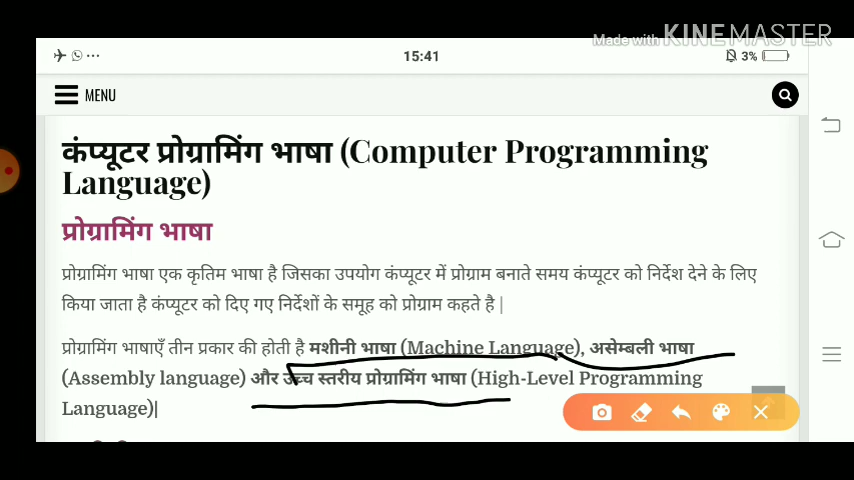 Made with KINEMASTER
15:41
3%
MENU
कंप्यूटर प्रोग्रामिंग भाषा (Computer Programming
Language)
प्रोग्रामिंग भाषा
प्रोग्रामिंग भाषा एक कृतिम भाषा है जिसका उपयोग कंप्यूटर में प्रोग्राम बनाते समय कंप्यूटर को निर्देश देने के लिए
किया जाता है कंप्यूटर को दिए गए निर्देशों के समूह को प्रोग्राम कहते है |
प्रोग्रामिंग भाषाएँ तीन प्रकार की होती है मशीनी भाषा (Machine Language), असेम्बली भाषा
(Assembly language) और उच्च स्तरीय प्रोग्रामिंग भाषा (High-Level Programming
Language)|